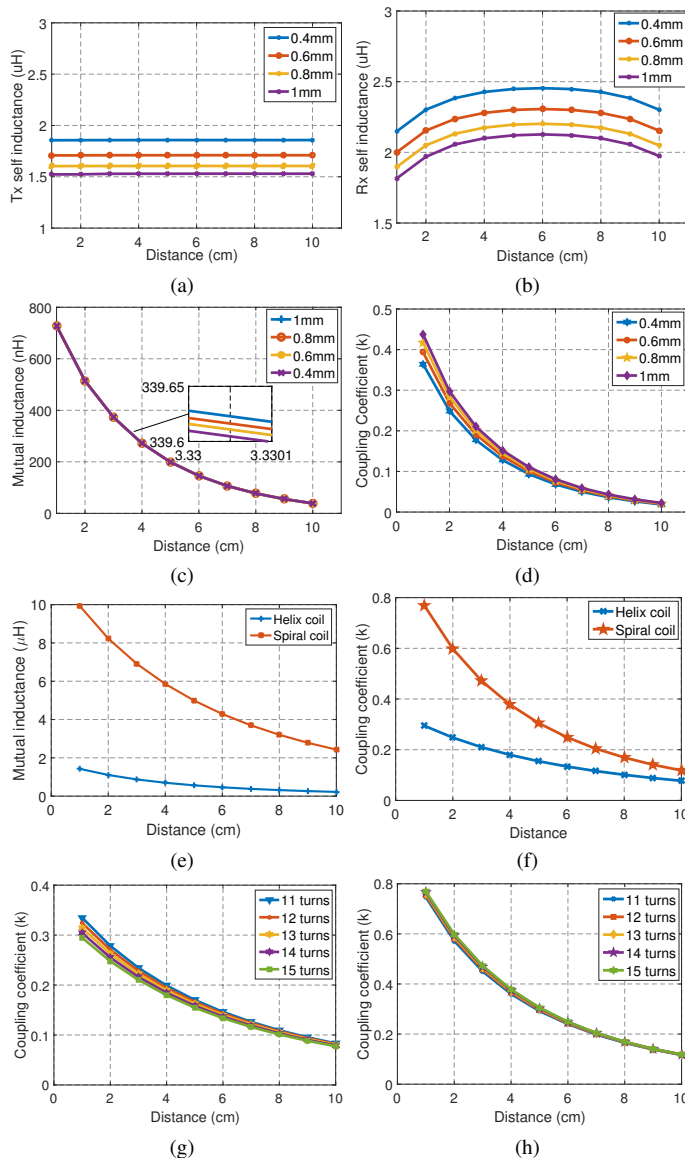 3
2.5
2
1.5
1
Tx self inductance (uH)
0.4mm
0.6mm
0.8mm
1mm
2 4 6 8 10
Distance (cm)
(a)
3
2.5
2
1.5
Rx self inductance (uH)
0.4mm
0.6mm
0.8mm
1mm
0 2 4 6 8 10
Distance (cm)
(b)
800
600
400
200
0
Mutual inductance (nH)
1mm
0.8mm
0.6mm
0.4mm
339.65
339.6
3.33 3.3301
2 4 6 8 10
Distance (cm)
(c)
0.5
0.4
0.3
0.2
0.1
0
Coupling Coefficient (k)
0.4mm
0.6mm
0.8mm
1mm
0 2 4 6 8 10
Distance (cm)
(d)
10
8
6
4
2
0
Mutual inductance (μH)
Helix coil
Spiral coil
0 2 4 6 8 10
Distance (cm)
(e)
0.8
0.6
0.4
0.2
0
Coupling coefficient (k)
Helix coil
Spiral coil
0 2 4 6 8 10
Distance
(f)
0.4
0.3
0.2
0.1
0
Coupling coefficient (k)
11 turns
12 turns
13 turns
14 turns
15 turns
0 2 4 6 8 10
Distance (cm)
(g)
0.8
0.6
0.4
0.2
0
Coupling coefficient (k)
11 turns
12 turns
13 turns
14 turns
15 turns
0 2 4 6 8 10
Distance (cm)
(h)